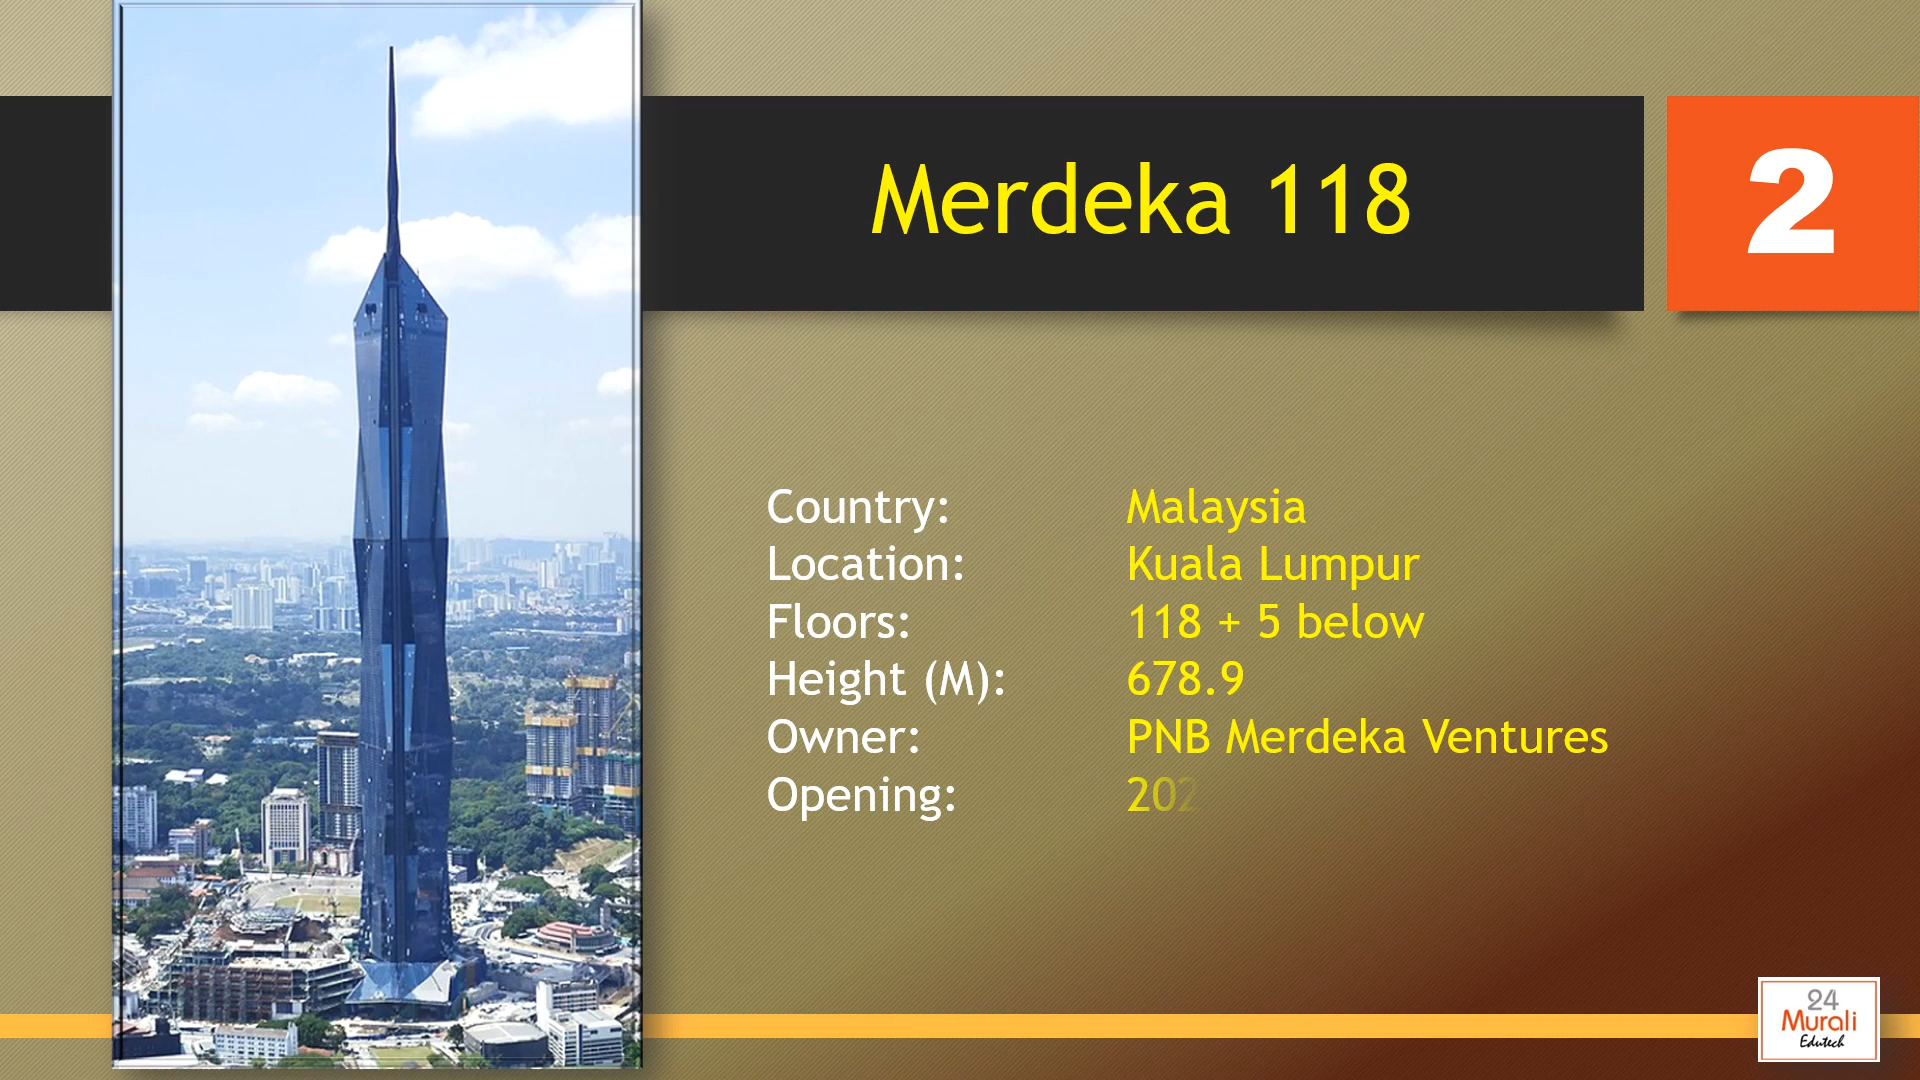 Merdeka 118
2
Country: Malaysia
Location: Kuala Lumpur
Floors: 118 + 5 below
Height (M): 678.9
Owner: PNB Merdeka Ventures
Opening: 202
24
Murali
Edutech